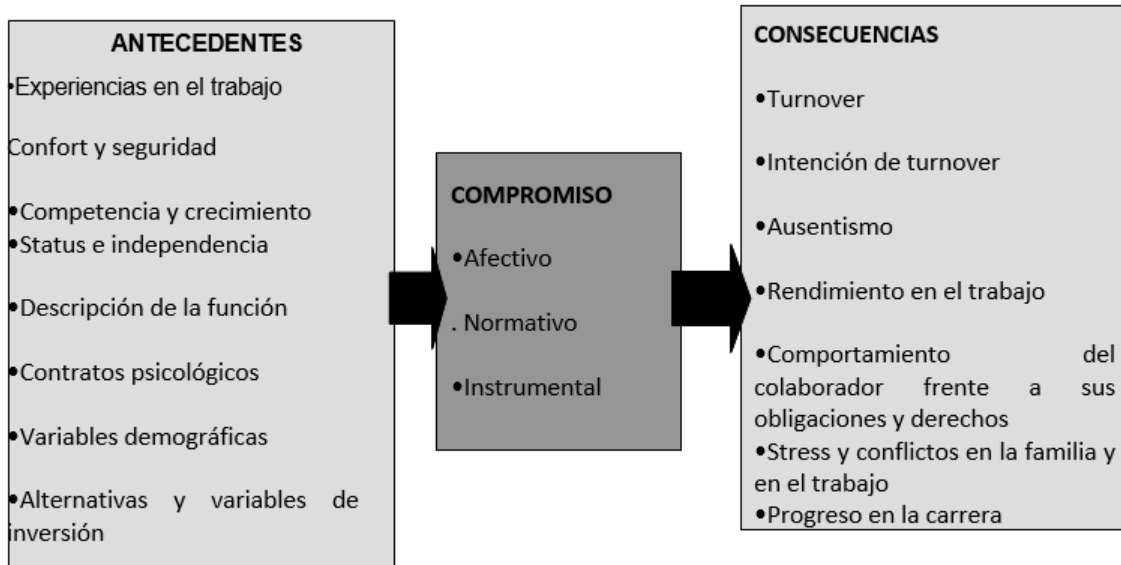 ANTECEDENTES
•Experiencias en el trabajo
Confort y seguridad
•Competencia y crecimiento
•Status e independencia
•Descripción de la función
•Contratos psicológicos
•Variables demográficas
•Alternativas y variables de
inversión
COMPROMISO
•Afectivo
. Normativo
•Instrumental
CONSECUENCIAS
•Turnover
•Intención de turnover
•Ausentismo
•Rendimiento en el trabajo
•Comportamiento del
colaborador frente a sus
obligaciones y derechos
•Stress y conflictos en la familia y
en el trabajo
•Progreso en la carrera